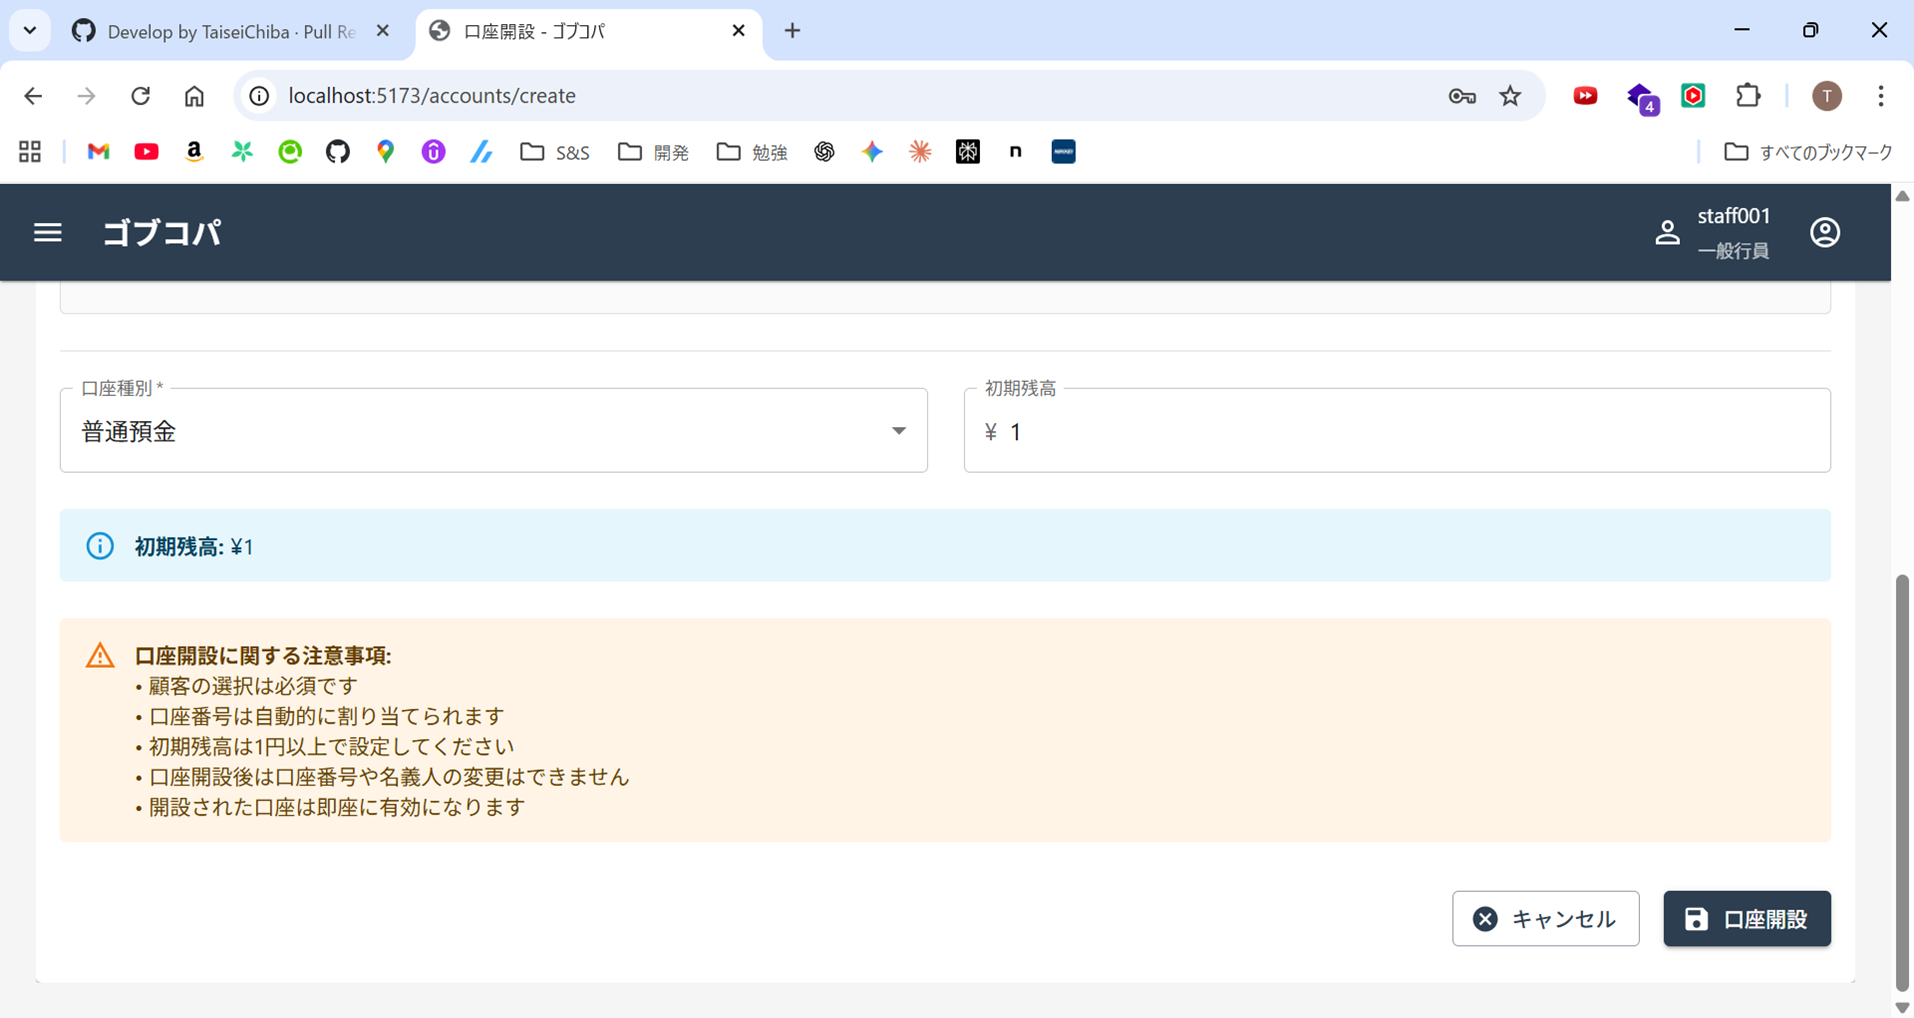 Develop by TaiseiChiba · Pull Re
口座開設 - ゴブコパ
localhost:5173/accounts/create
4
T
S&S
開発
勉強
n
すべてのブックマーク
ゴブコパ
staff001
一般行員
口座種別 *
普通預金
初期残高
¥ 1
初期残高: ¥1
口座開設に関する注意事項:
• 顧客の選択は必須です
• 口座番号は自動的に割り当てられます
• 初期残高は1円以上で設定してください
• 口座開設後は口座番号や名義人の変更はできません
• 開設された口座は即座に有効になります
キャンセル
口座開設